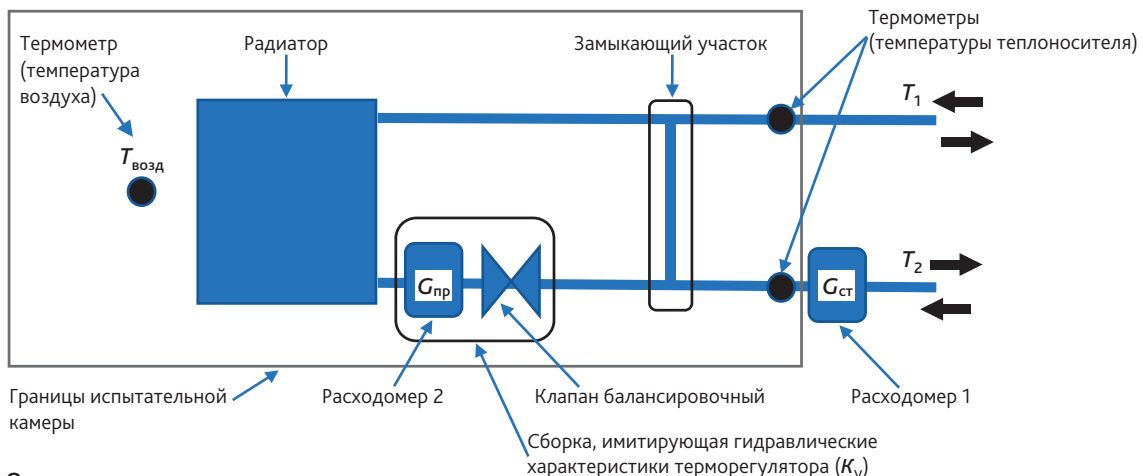 Термометр
(температура
воздуха)
Радиатор
Замыкающий участок
Термометры
(температуры теплоносителя)
T1
Tвозд
T2
Gпр
Gст
Границы испытательной
камеры
Расходомер 2
Клапан балансировочный
Расходомер 1
Сборка, имитирующая гидравлические
характеристики терморегулятора (Kv)